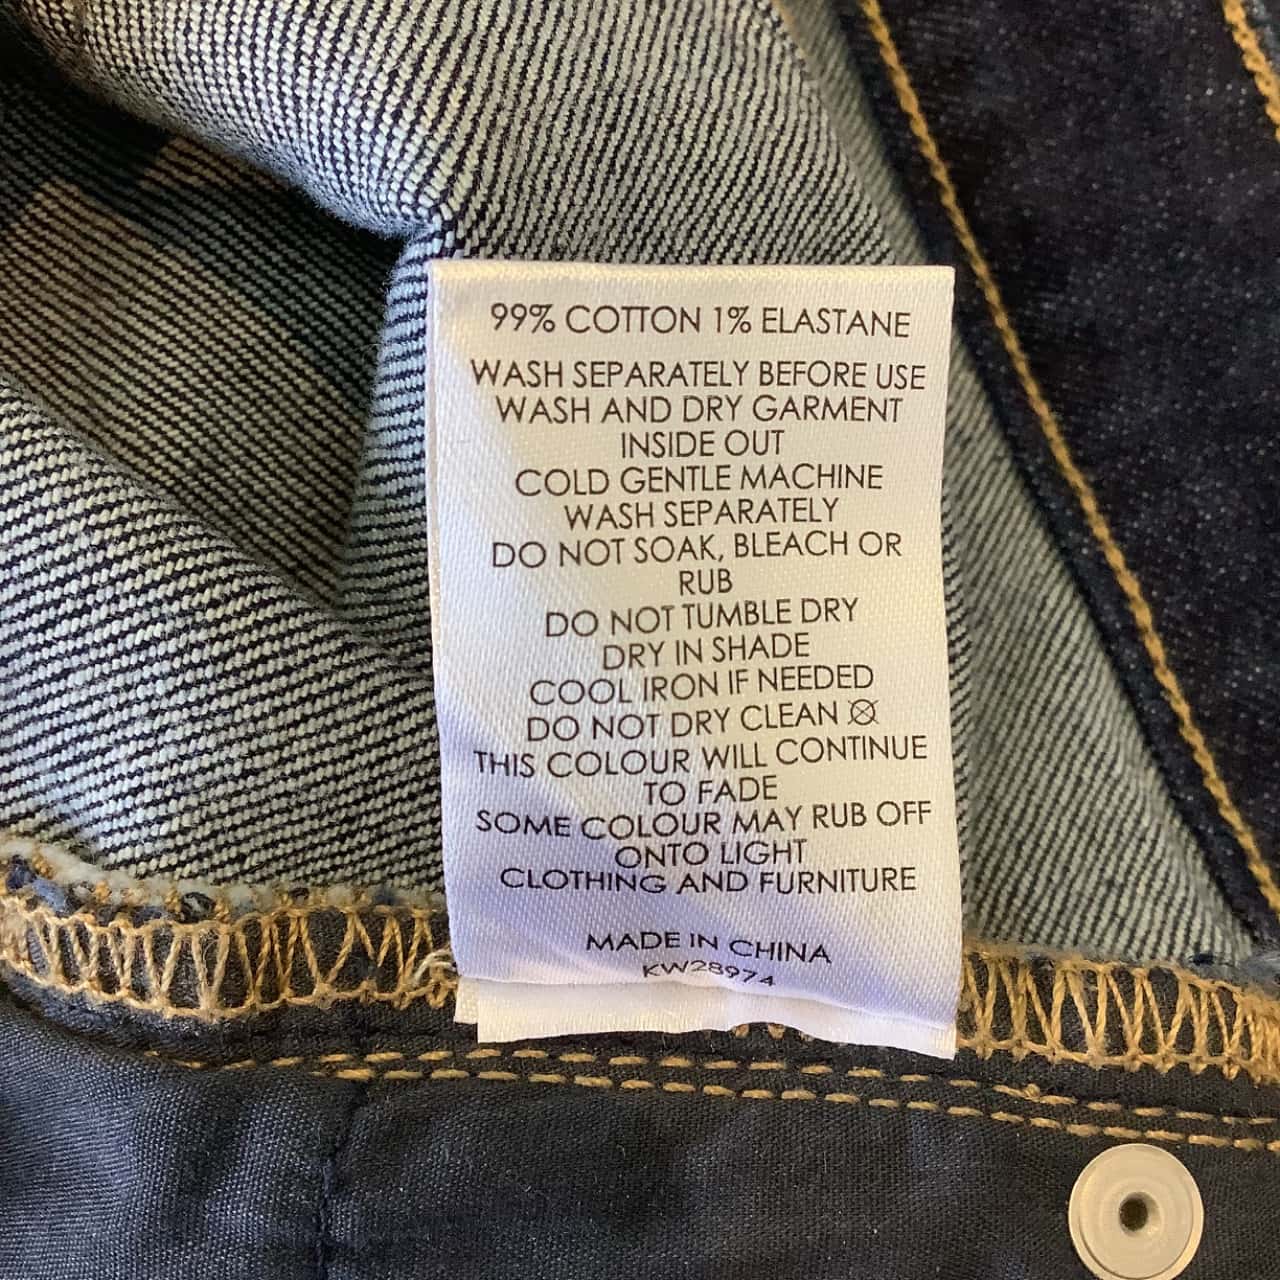 99% COTTON 1% ELASTANE
WASH SEPARATELY BEFORE USE
WASH AND DRY GARMENT
INSIDE OUT
COLD GENTLE MACHINE
WASH SEPARATELY
DO NOT SOAK, BLEACH OR
RUB
DO NOT TUMBLE DRY
DRY IN SHADE
COOL IRON IF NEEDED
DO NOT DRY CLEAN
THIS COLOUR WILL CONTINUE
TO FADE
SOME COLOUR MAY RUB OFF
ONTO LIGHT
CLOTHING AND FURNITURE
MADE IN CHINA
KW28974